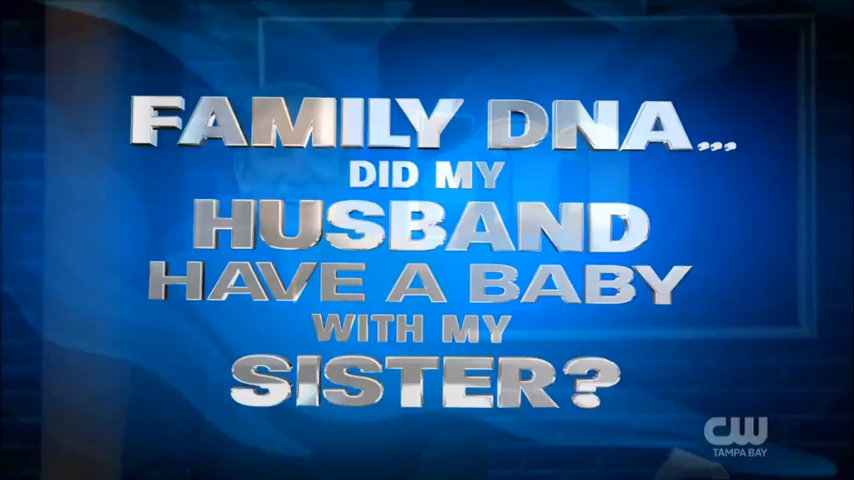 FAMILY DNA...
DID MY
HUSBAND
HAVE A BABY
WITH MY
SISTER?
CW
TAMPA BAY